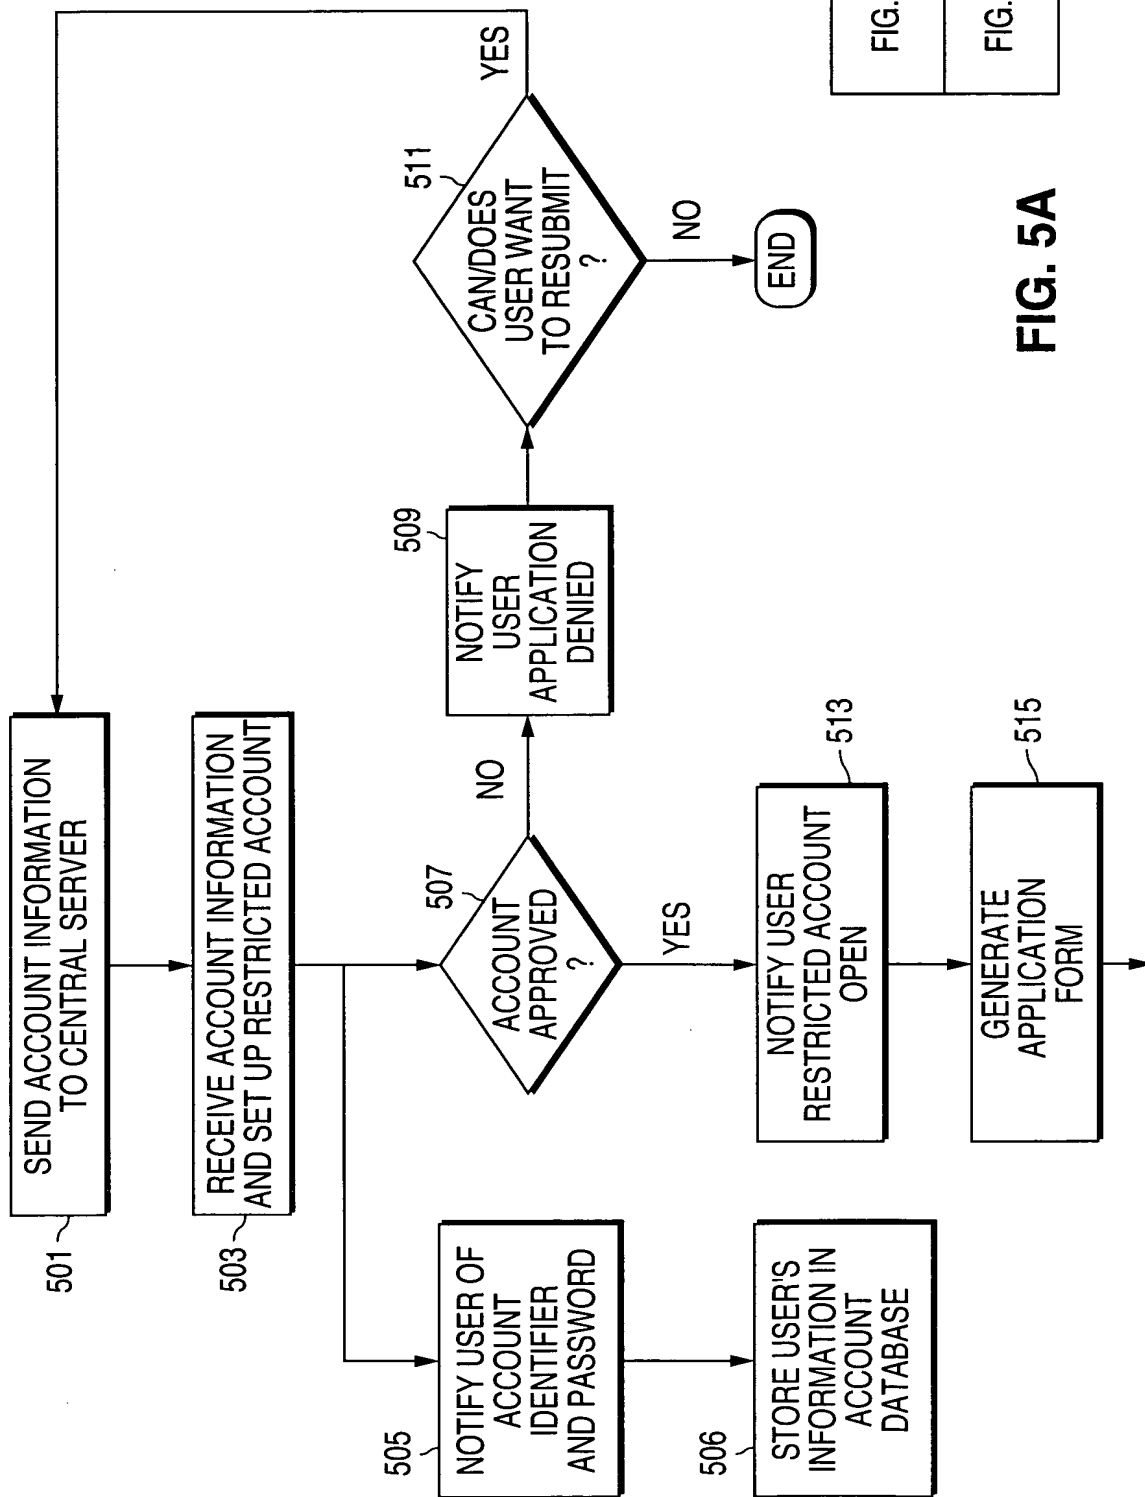 SEND ACCOUNT INFORMATION
TO CENTRAL SERVER
501
RECEIVE ACCOUNT INFORMATION
AND SET UP RESTRICTED ACCOUNT
503
NOTIFY USER OF
ACCOUNT
IDENTIFIER
AND PASSWORD
505
STORE USER'S
INFORMATION IN
ACCOUNT
DATABASE
506
ACCOUNT
APPROVED
?
507
NO
YES
NOTIFY
USER
APPLICATION
DENIED
509
CAN/DOES
USER WANT
TO RESUBMIT
?
511
YES
NO
END
NOTIFY USER
RESTRICTED ACCOUNT
OPEN
513
GENERATE
APPLICATION
FORM
515
FIG. 5A
FIG.
FIG.